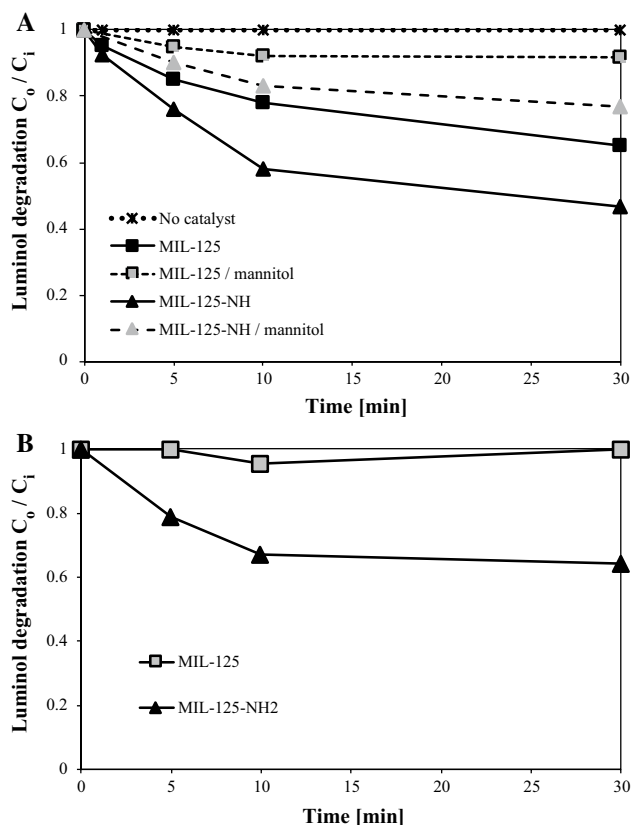 A
Luminol degradation Co / Ci
1
0.8
0.6
0.4
0.2
0
No catalyst
MIL-125
MIL-125 / mannitol
MIL-125-NH
MIL-125-NH / mannitol
0 5 10 15 20 25 30
Time [min]
B
Luminol degradation Co / Ci
1
0.8
0.6
0.4
0.2
0
MIL-125
MIL-125-NH2
0 5 10 15 20 25 30
Time [min]